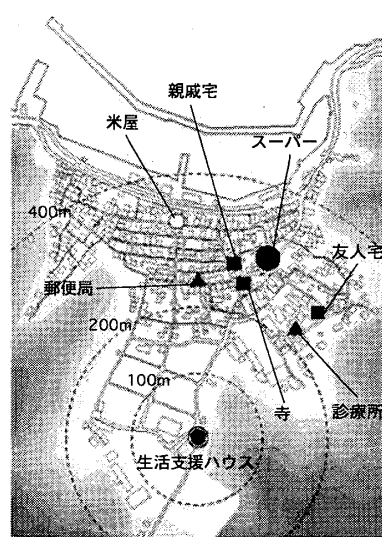 親戚宅
米屋
スーパー
400m
友人宅
郵便局
200m
100m
寺
診療所
生活支援ハウス